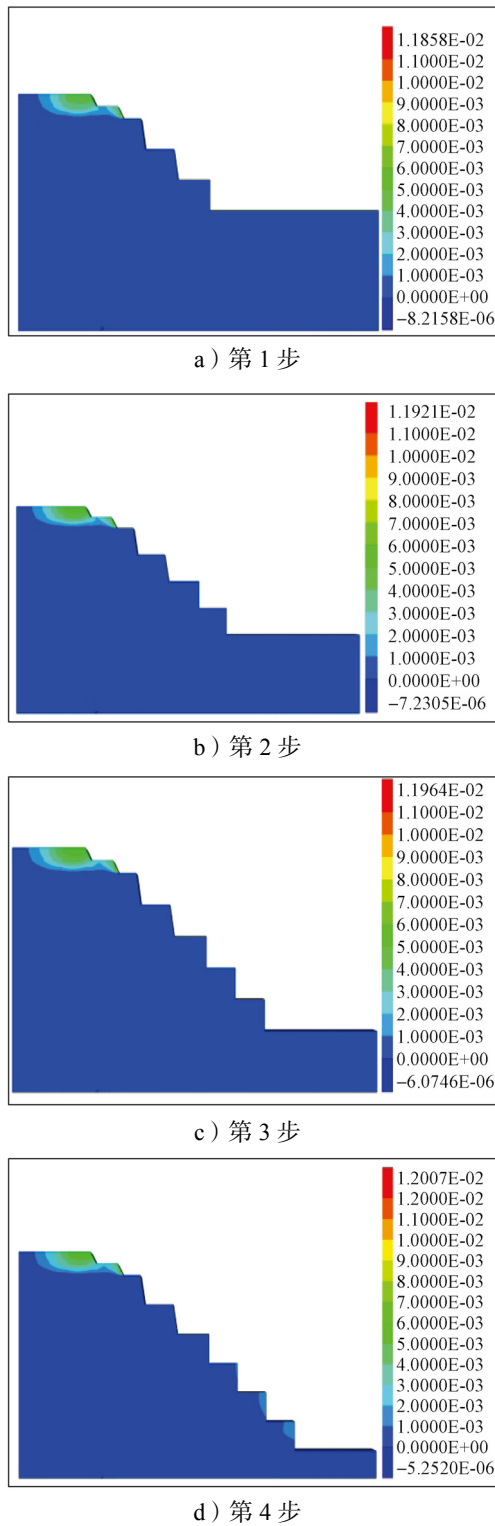 1.1858E-02
1.1000E-02
1.0000E-02
9.0000E-03
8.0000E-03
7.0000E-03
6.0000E-03
5.0000E-03
4.0000E-03
3.0000E-03
2.0000E-03
1.0000E-03
0.0000E+00
−8.2158E-06
a）第 1 步
1.1921E-02
1.1000E-02
1.0000E-02
9.0000E-03
8.0000E-03
7.0000E-03
6.0000E-03
5.0000E-03
4.0000E-03
3.0000E-03
2.0000E-03
1.0000E-03
0.0000E+00
−7.2305E-06
b）第 2 步
1.1964E-02
1.1000E-02
1.0000E-02
9.0000E-03
8.0000E-03
7.0000E-03
6.0000E-03
5.0000E-03
4.0000E-03
3.0000E-03
2.0000E-03
1.0000E-03
0.0000E+00
−6.0746E-06
c）第 3 步
1.2007E-02
1.2000E-02
1.1000E-02
1.0000E-02
9.0000E-03
8.0000E-03
7.0000E-03
6.0000E-03
5.0000E-03
4.0000E-03
3.0000E-03
2.0000E-03
1.0000E-03
0.0000E+00
−5.2520E-06
d）第 4 步